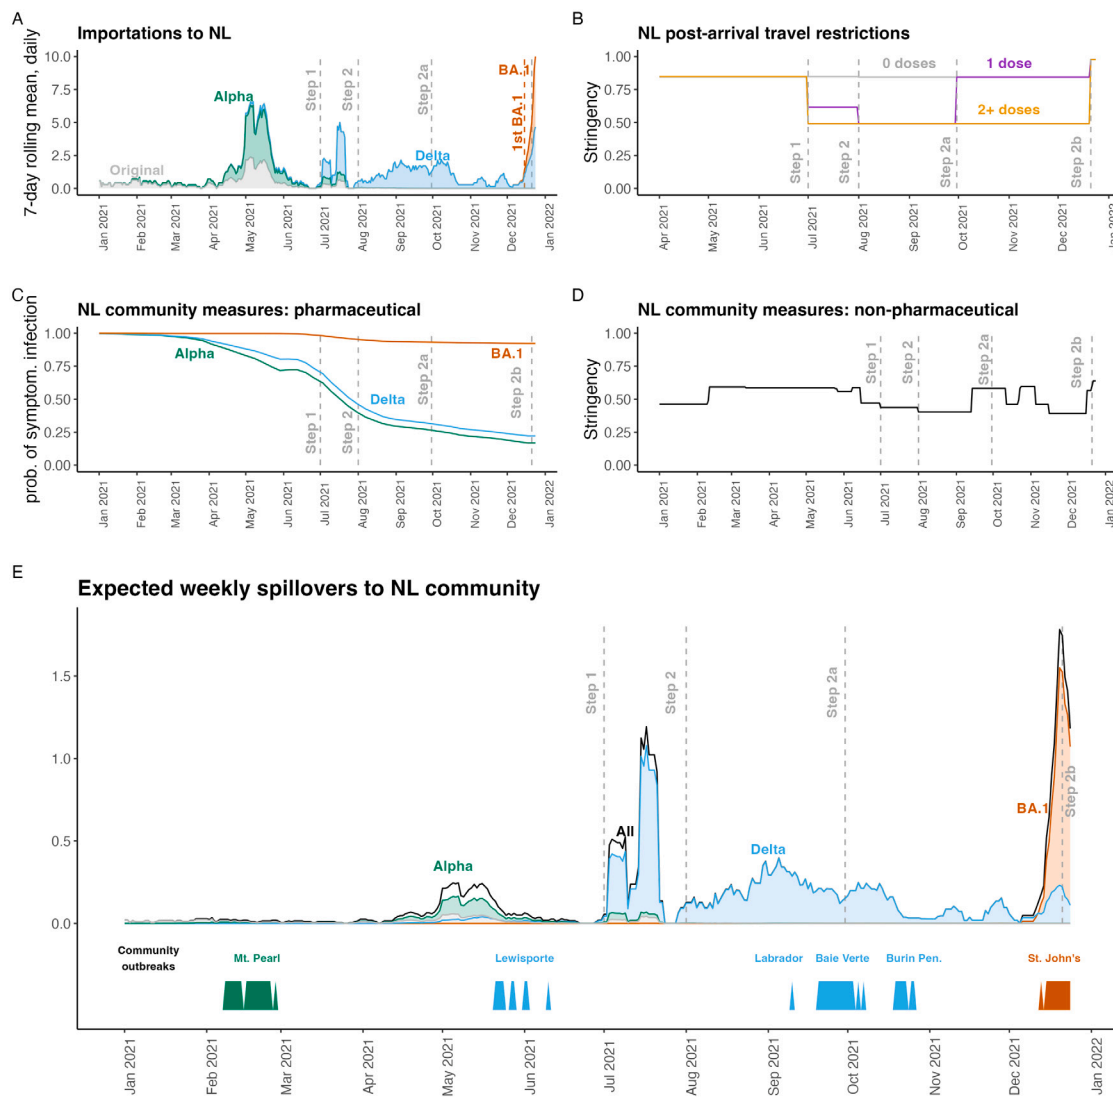 A
Importations to NL
7-day rolling mean, daily
10.0
7.5
5.0
2.5
0.0
Original
Alpha
Delta
BA.1
1st BA.1
Step 1
Step 2
Step 2a
Jan 2021
Feb 2021
Mar 2021
Apr 2021
May 2021
Jun 2021
Jul 2021
Aug 2021
Sep 2021
Oct 2021
Nov 2021
Dec 2021
Jan 2022
B
NL post-arrival travel restrictions
Stringency
1.00
0.75
0.50
0.25
0.00
0 doses
1 dose
2+ doses
Step 1
Step 2
Step 2a
Step 2b
Apr 2021
May 2021
Jun 2021
Jul 2021
Aug 2021
Sep 2021
Oct 2021
Nov 2021
Dec 2021
Jan 2022
C
NL community measures: pharmaceutical
prob. of symptom. infection
1.00
0.75
0.50
0.25
0.00
Alpha
Delta
BA.1
Step 1
Step 2
Step 2a
Step 2b
Jan 2021
Feb 2021
Mar 2021
Apr 2021
May 2021
Jun 2021
Jul 2021
Aug 2021
Sep 2021
Oct 2021
Nov 2021
Dec 2021
Jan 2022
D
NL community measures: non-pharmaceutical
Stringency
1.00
0.75
0.50
0.25
0.00
Step 1
Step 2
Step 2a
Step 2b
Jan 2021
Feb 2021
Mar 2021
Apr 2021
May 2021
Jun 2021
Jul 2021
Aug 2021
Sep 2021
Oct 2021
Nov 2021
Dec 2021
Jan 2022
E
Expected weekly spillovers to NL community
1.5
1.0
0.5
0.0
Step 1
Step 2
Step 2a
Step 2b
Alpha
All
Delta
BA.1
Community
outbreaks
Mt. Pearl
Lewisporte
Labrador
Baie Verte
Burin Pen.
St. John's
Jan 2021
Feb 2021
Mar 2021
Apr 2021
May 2021
Jun 2021
Jul 2021
Aug 2021
Sep 2021
Oct 2021
Nov 2021
Dec 2021
Jan 2022